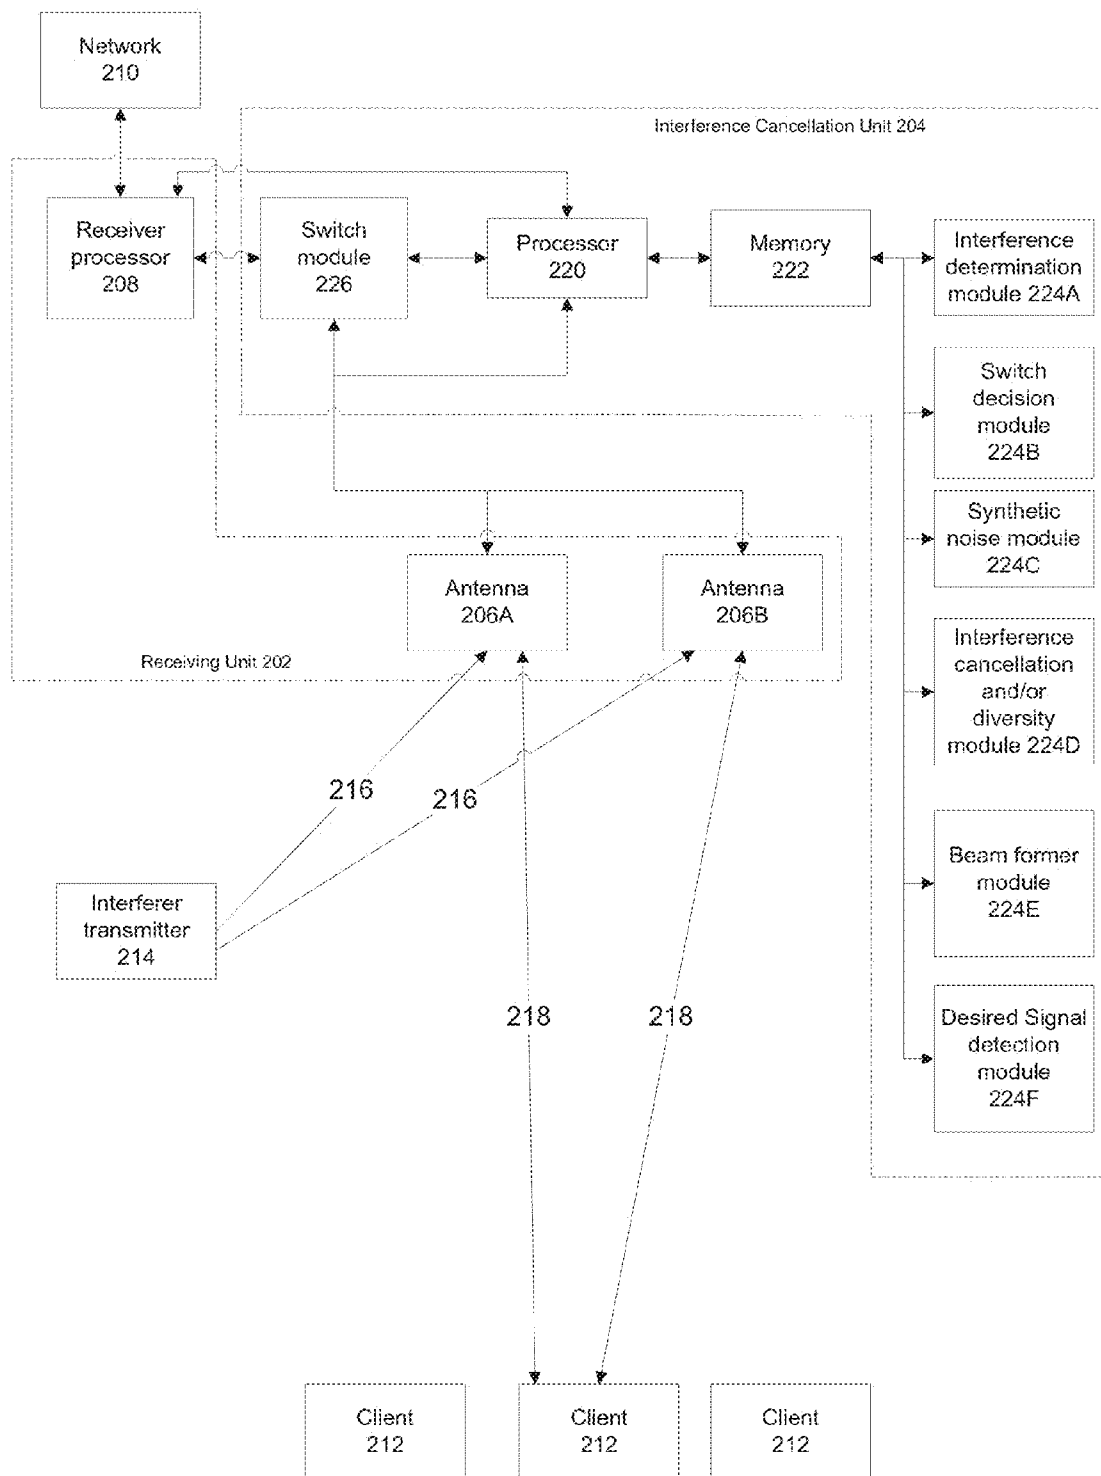 Network
210
Interference Cancellation Unit 204
Receiver
processor
208
Switch
module
226
Processor
220
Memory
222
Interference
determination
module 224A
Switch
decision
module
224B
Synthetic
noise module
224C
Antenna
206A
Antenna
206B
Receiving Unit 202
Interference
cancellation
and/or
diversity
module 224D
216
216
Beam former
module
224E
Interferer
transmitter
214
218
218
Desired Signal
detection
module
224F
Client
212
Client
212
Client
212